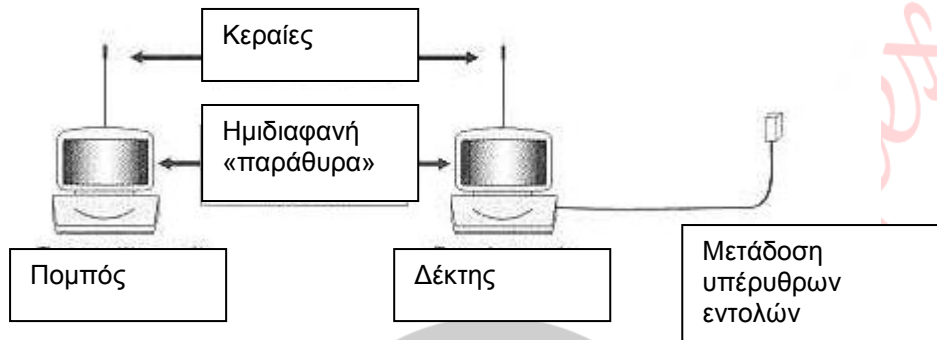 Κεραίες
Ημιδιαφανή
«παράθυρα»
Πομπός
Δέκτης
Μετάδοση
υπέρυθρων
εντολών